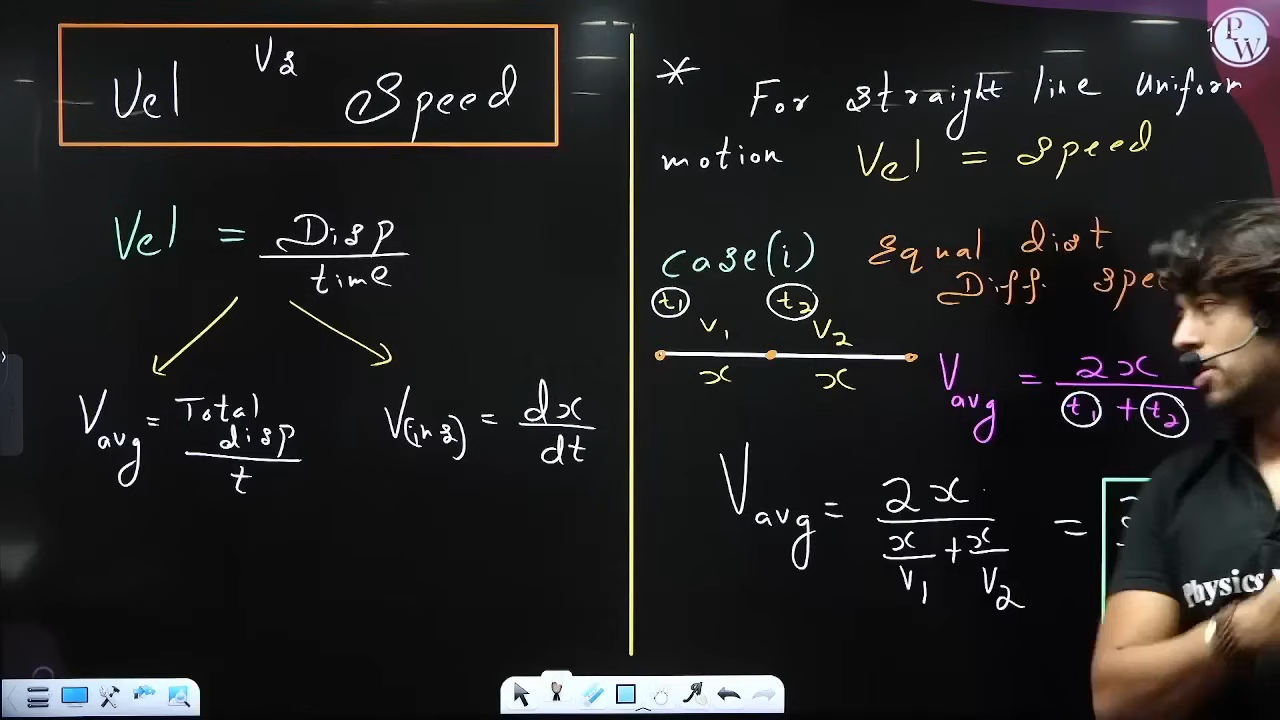 Vel Vs Speed
Vel = Disp / time
Vavg = Total disp / t
V(ins) = dx / dt
* For straight line Uniform
motion Vel = Speed
Case(i) Equal dist
Diff. spe
t1 t2
V1 V2
x x
Vavg = 2x / t1 + t2
Vavg = 2x / x/V1 + x/V2 =
PW
Physics